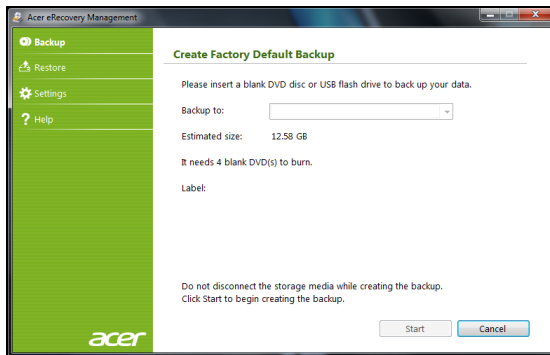 Acer eRecovery Management
Backup
Restore
Settings
? Help
Create Factory Default Backup
Please insert a blank DVD disc or USB flash drive to back up your data.
Backup to:
Estimated size: 12.58 GB
It needs 4 blank DVD(s) to burn.
Label:
Do not disconnect the storage media while creating the backup.
Click Start to begin creating the backup.
Start Cancel
acer